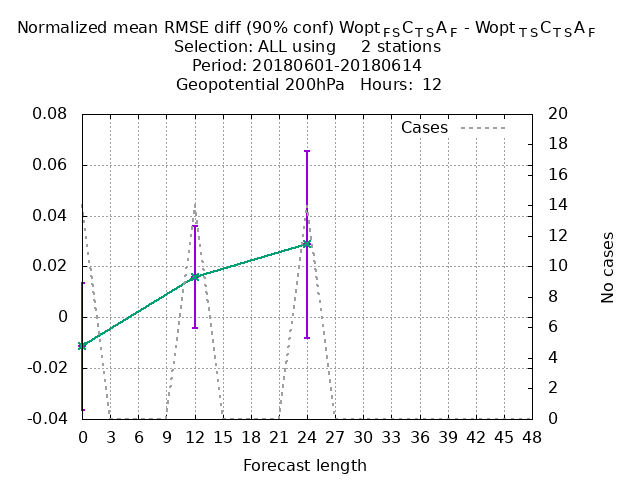 Normalized mean RMSE diff (90% conf) Wopt FS C TS A F - Wopt TS C TS A F
Selection: ALL using 2 stations
Period: 20180601-20180614
Geopotential 200hPa Hours: 12
Cases
0.08
0.06
0.04
0.02
0
-0.02
-0.04
20
18
16
14
12
10
8
6
4
2
0
No cases
0 3 6 9 12 15 18 21 24 27 30 33 36 39 42 45 48
Forecast length